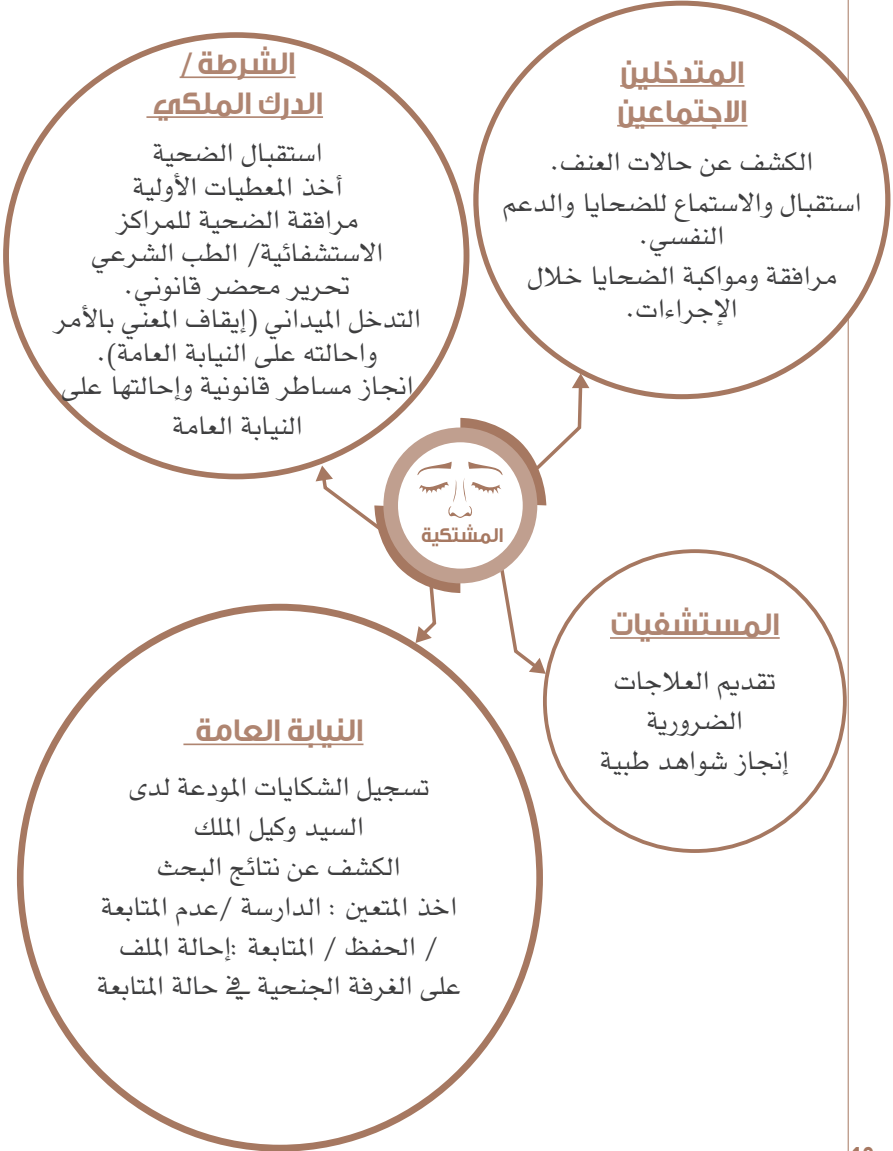 المتدخلين
الاجتماعين
الكشف عن حالات العنف.
استقبال والاستماع للضحايا والدعم
النفسي.
مرافقة ومواكبة الضحايا خلال
الإجراءات.
الشرطة /
الدرك الملكي
استقبال الضحية
أخذ المعطيات الأولية
مرافقة الضحية للمراكز
الاستشفائية/ الطب الشرعي
تحرير محضر قانوني.
التدخل الميداني (إيقاف المعني بالأمر
واحالته على النيابة العامة).
انجاز مساطر قانونية وإحالتها على
النيابة العامة
المشتكية
المستشفيات
تقديم العلاجات
الضرورية
إنجاز شواهد طبية
النيابة العامة
تسجيل الشكايات المودعة لدى
السيد وكيل الملك
الكشف عن نتائج البحث
اخذ المتعين : الدارسة /عدم المتابعة
/ الحفظ / المتابعة :إحالة الملف
على الغرفة الجنحية في حالة المتابعة